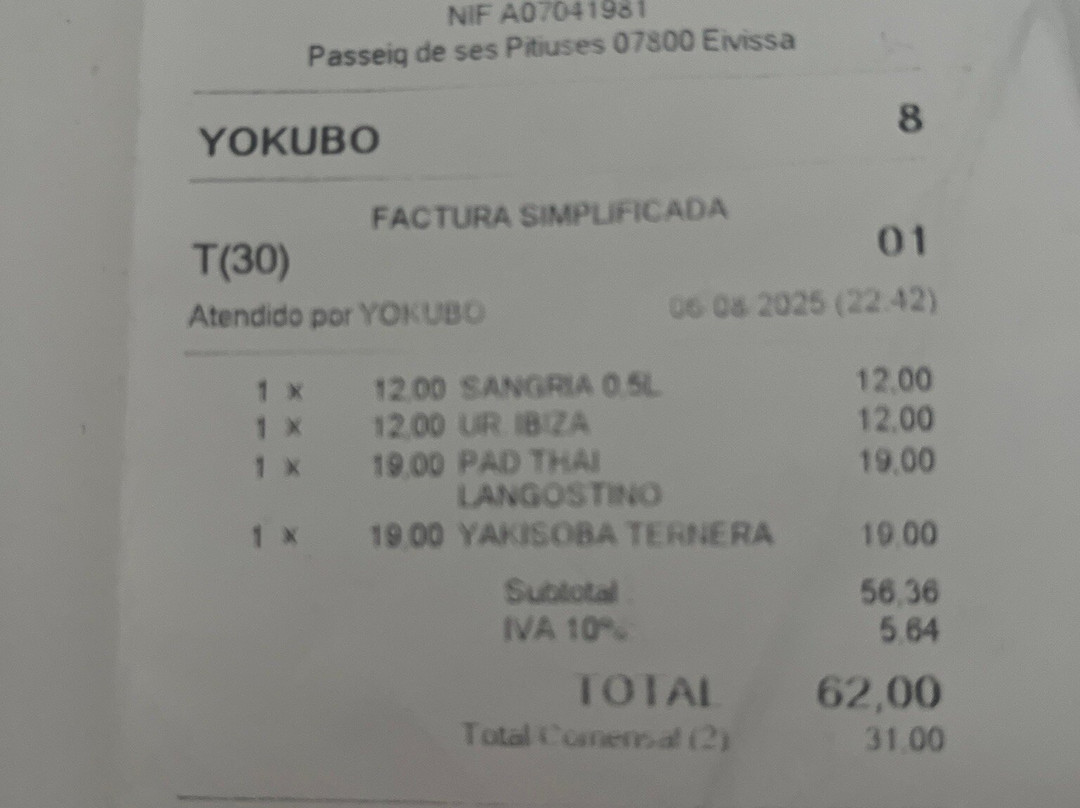 NIF A07041981
Passeig de ses Pitiuses 07800 Eivissa
YOKUBO 8
FACTURA SIMPLIFICADA
T(30) 01
Atendido por YOKUBO 06 08 2025 (22:42)
1 x 12,00 SANGRIA 0,5L 12,00
1 x 12,00 UR. IBIZA 12,00
1 x 19,00 PAD THAI 19,00
LANGOSTINO
1 x 19,00 YAKISOBA TERNERA 19,00
Subtotal 56,36
IVA 10% 5,64
TOTAL 62,00
Total Comensal (2) 31,00